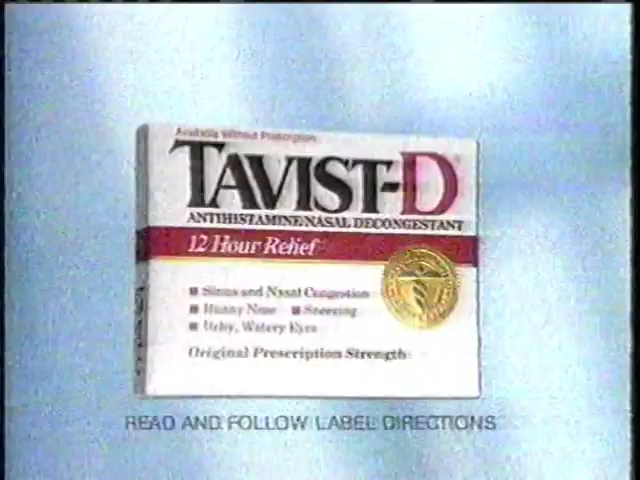 Available Without Prescription
TAVIST-D
ANTIHISTAMINE/NASAL DECONGESTANT
12 Hour Relief
■ Sinus and Nasal Congestion
■ Runny Nose ■ Sneezing
■ Itchy, Watery Eyes
Original Prescription Strength
READ AND FOLLOW LABEL DIRECTIONS